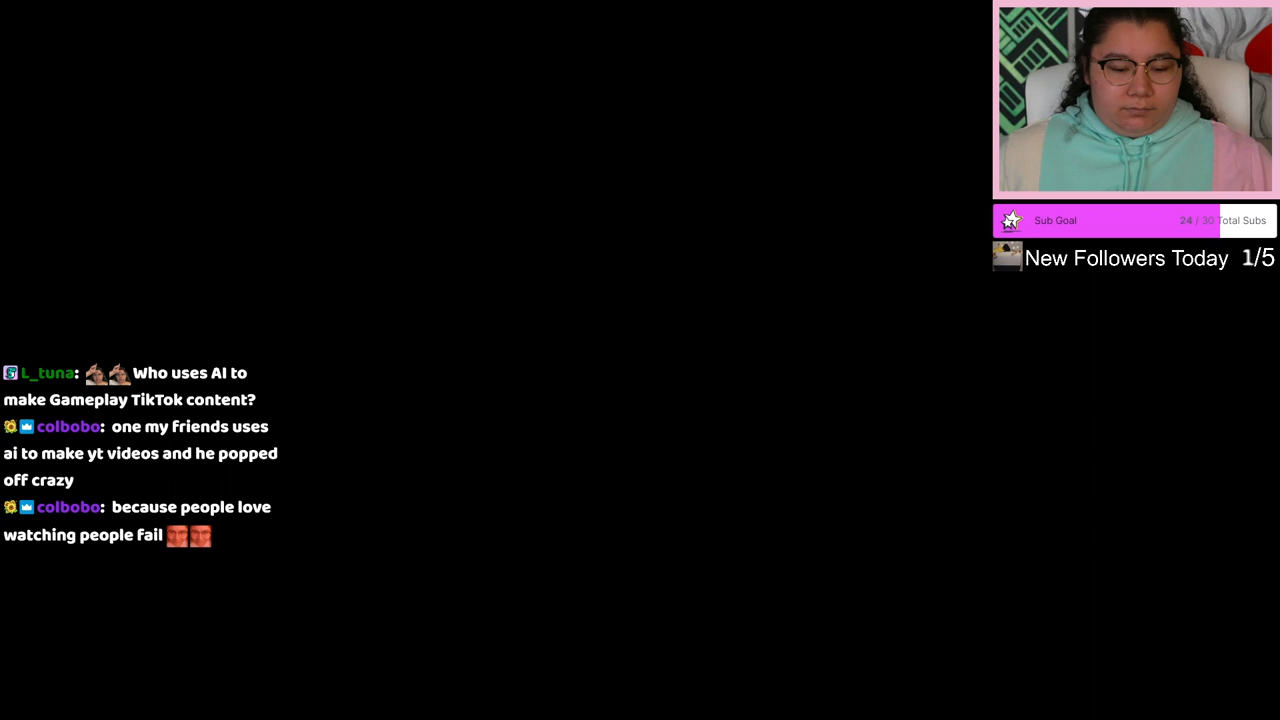 Sub Goal 24 / 30 Total Subs
New Followers Today 1/5
L_tuna: Who uses AI to
make Gameplay TikTok content?
colbobo: one my friends uses
ai to make yt videos and he popped
off crazy
colbobo: because people love
watching people fail